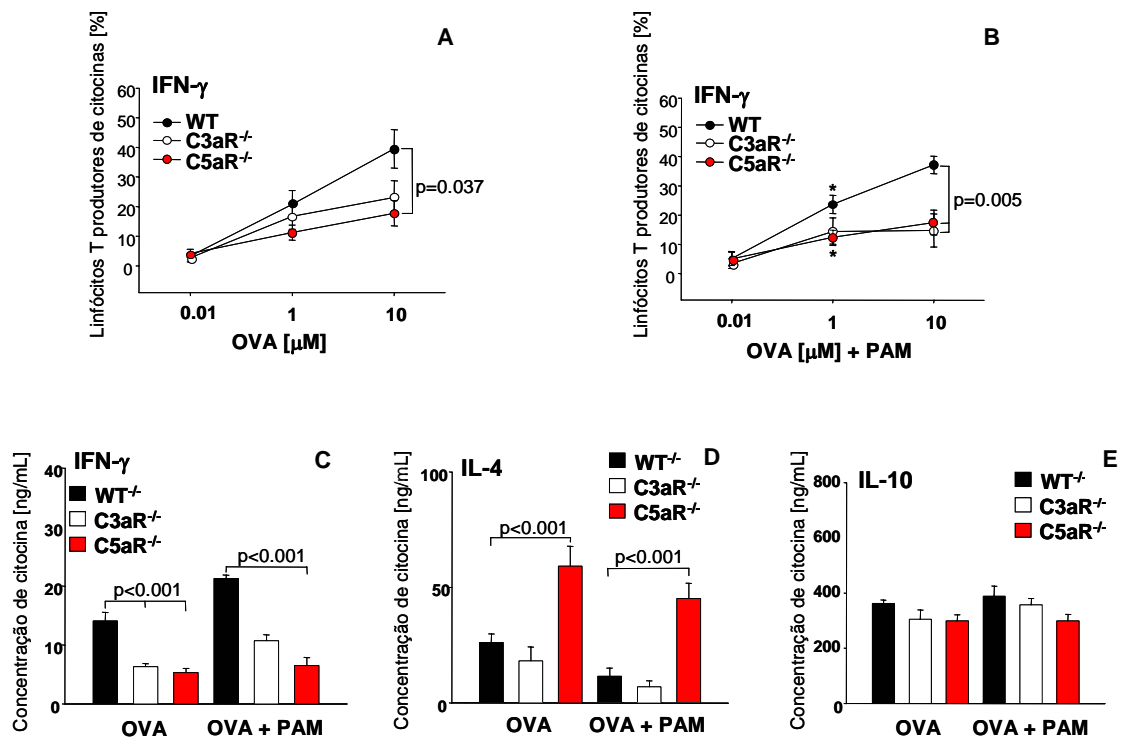 A
Linfócitos T produtores de citocinas [%]
IFN-γ
WT
C3aR-/-
C5aR-/-
60
50
40
30
20
10
0
p=0.037
0.01 1 10
OVA [µM]
B
Linfócitos T produtores de citocinas [%]
IFN-γ
WT
C3aR-/-
C5aR-/-
60
50
40
30
20
10
0
*
*
p=0.005
0.01 1 10
OVA [µM] + PAM
C
Concentração de citocina [ng/mL]
IFN-γ
WT-/-
C3aR-/-
C5aR-/-
40
30
20
10
0
p<0.001
p<0.001
OVA OVA + PAM
D
Concentração de citocina [ng/mL]
IL-4
WT-/-
C3aR-/-
C5aR-/-
100
50
0
p<0.001
p<0.001
OVA OVA + PAM
E
Concentração de citocina [ng/mL]
IL-10
WT-/-
C3aR-/-
C5aR-/-
800
600
400
200
0
OVA OVA + PAM